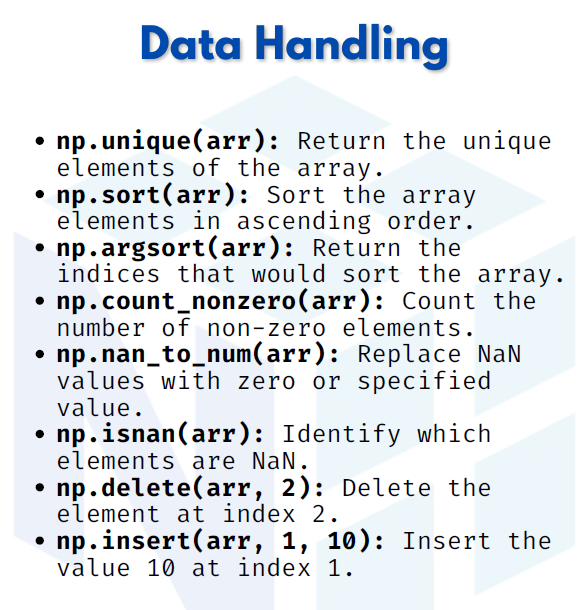 Data Handling
• np.unique(arr): Return the unique
elements of the array.
• np.sort(arr): Sort the array
elements in ascending order.
• np.argsort(arr): Return the
indices that would sort the array.
• np.count_nonzero(arr): Count the
number of non-zero elements.
• np.nan_to_num(arr): Replace NaN
values with zero or specified
value.
• np.isnan(arr): Identify which
elements are NaN.
• np.delete(arr, 2): Delete the
element at index 2.
• np.insert(arr, 1, 10): Insert the
value 10 at index 1.